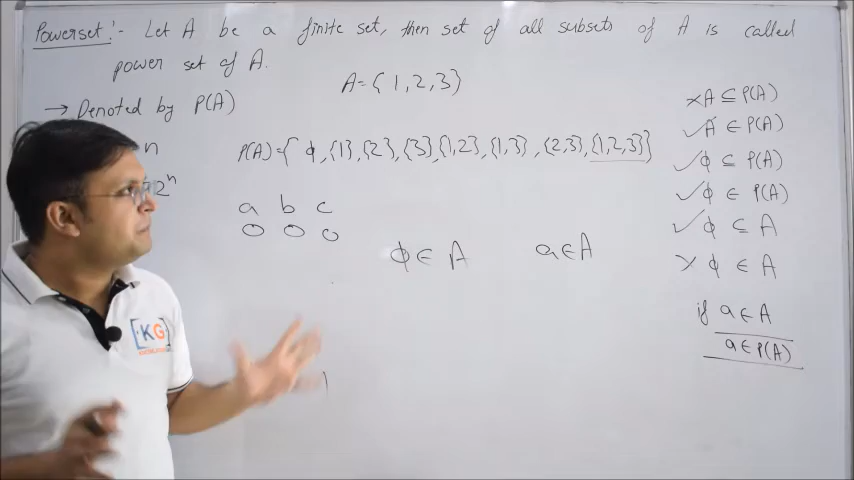 Powerset :- Let A be a finite set, then set of all subsets of A is called
power set of A.
A = { 1, 2, 3 }
→ Denoted by P(A)
n
2ⁿ
P(A) = { ϕ, {1}, {2}, {3}, {1,2}, {1,3}, {2,3}, {1,2,3} }
a b c
ϕ ∈ A
a ∈ A
× A ⊆ P(A)
✓ A ∈ P(A)
✓ ϕ ⊆ P(A)
✓ ϕ ∈ P(A)
✓ ϕ ⊆ A
× ϕ ∈ A
if a ∈ A
a ∈ P(A)
[•KG]